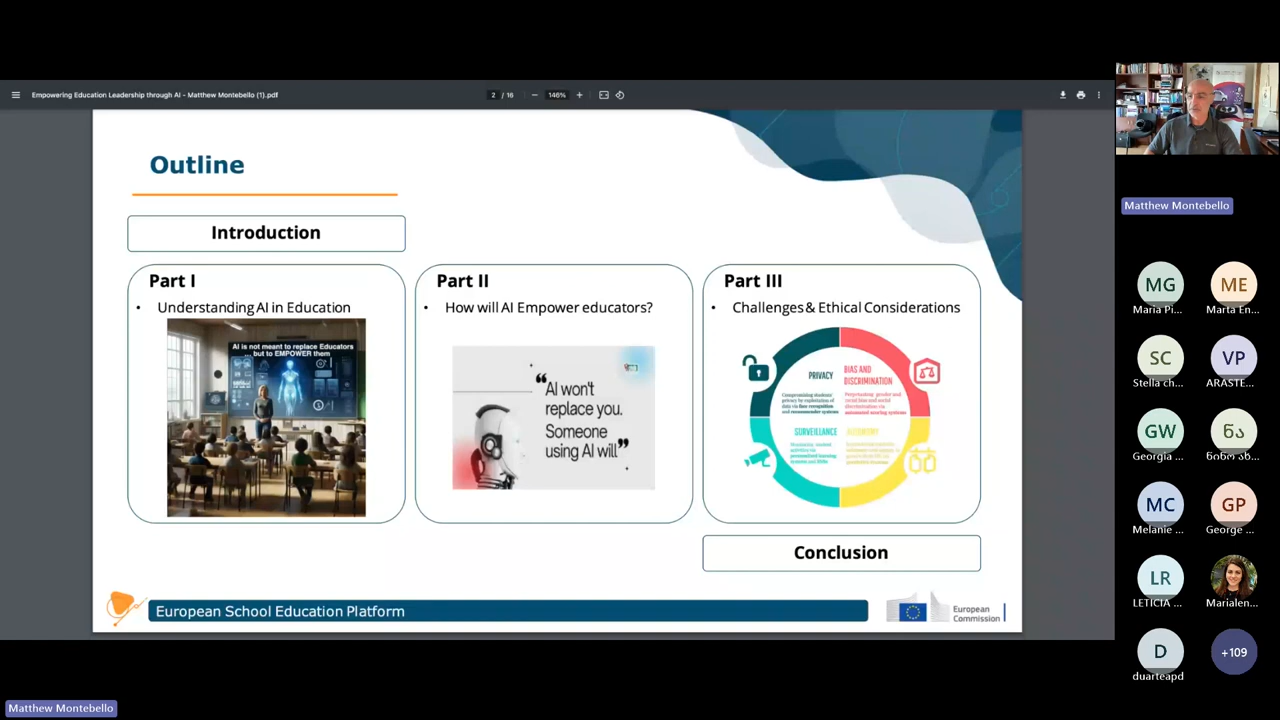 Empowering Education Leadership through AI - Matthew Montebello (1).pdf
2 / 16
146%
Outline
Introduction
Part I
• Understanding AI in Education
AI is not meant to replace Educators
... but to EMPOWER them
Part II
• How will AI Empower educators?
“AI won't
replace you.
Someone
using AI will”
Part III
• Challenges & Ethical Considerations
PRIVACY
BIAS AND
DISCRIMINATION
SURVEILLANCE
AUTONOMY
Conclusion
European School Education Platform
European
Commission
Matthew Montebello
MG
Maria Pi...
ME
Marta En...
SC
Stella ch...
VP
ARASTE...
GW
Georgia ...
ნა
ნინო ახ...
MC
Melanie ...
GP
George ...
LR
LETICIA ...
Marialen...
D
duarteapd
+109
Matthew Montebello